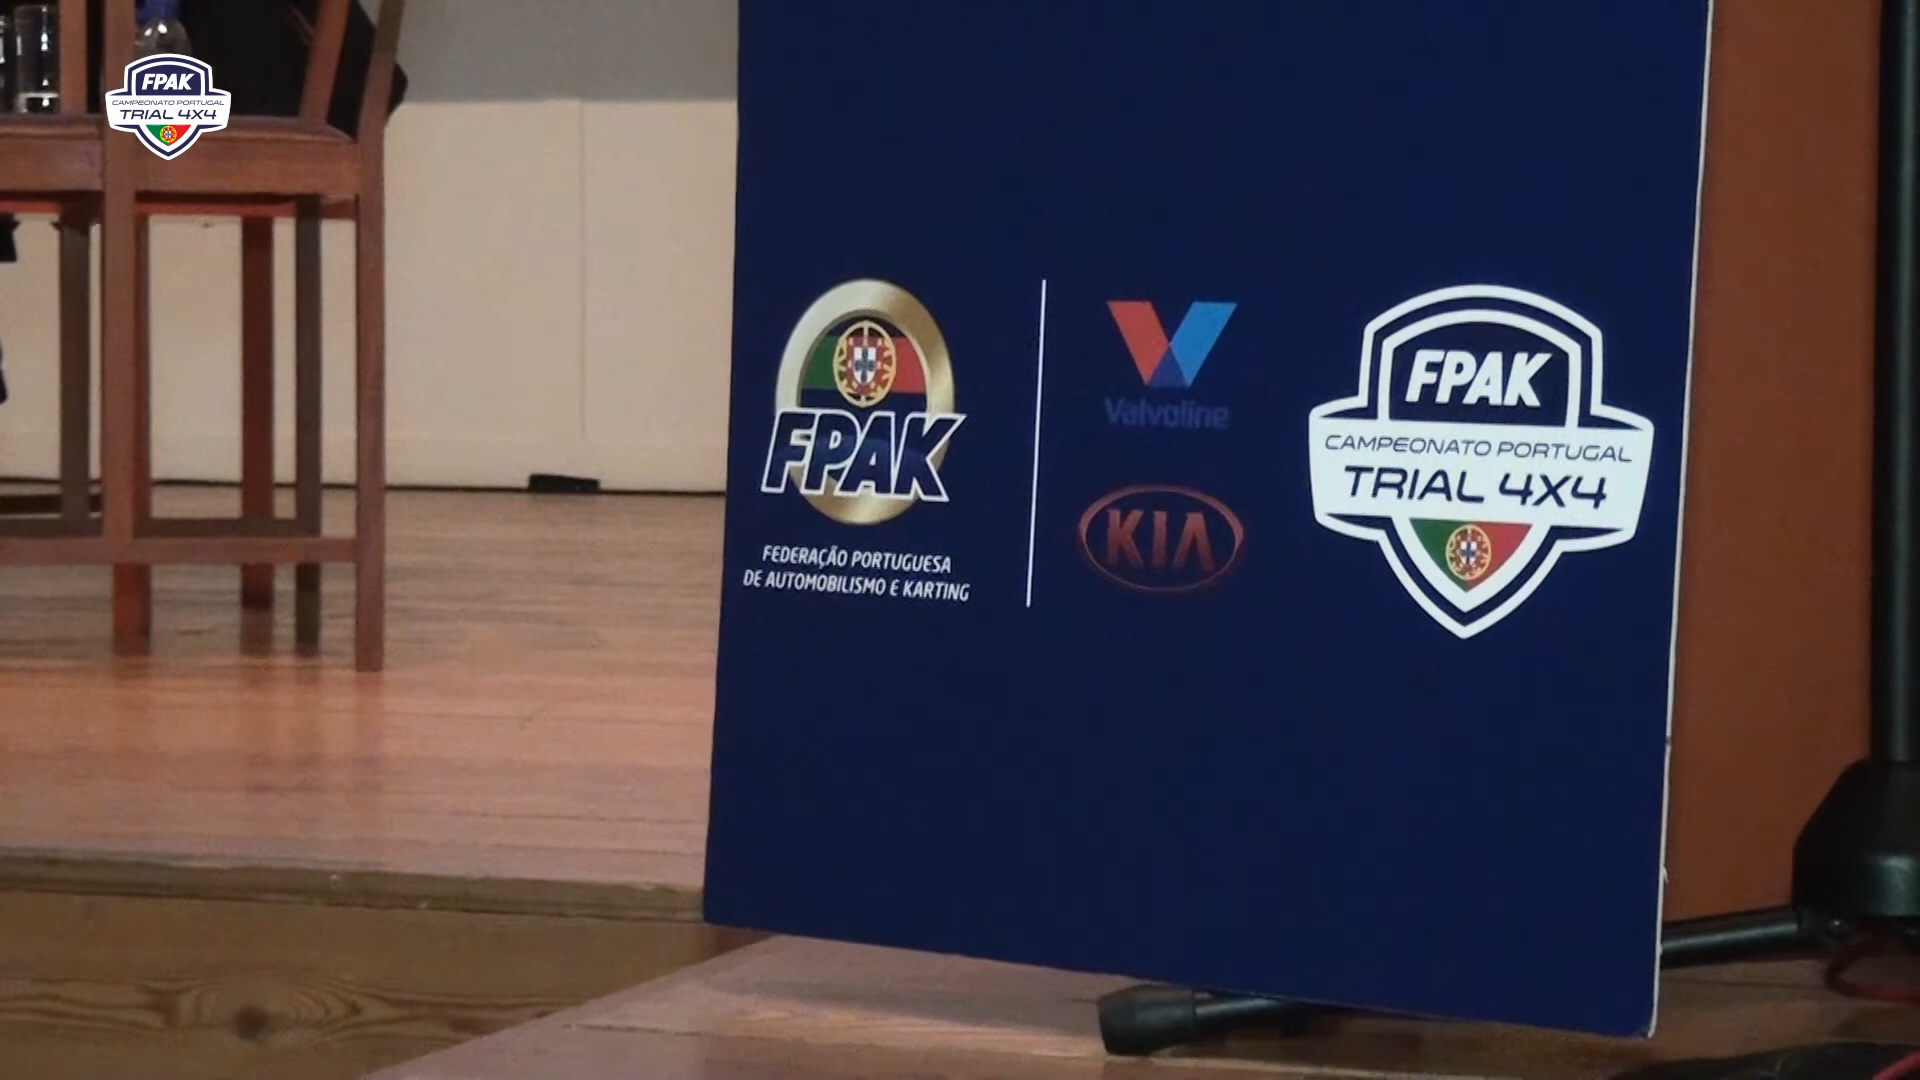 FPAK
CAMPEONATO PORTUGAL
TRIAL 4X4
FPAK
FEDERAÇÃO PORTUGUESA
DE AUTOMOBILISMO E KARTING
Valvoline
KIA
FPAK
CAMPEONATO PORTUGAL
TRIAL 4X4